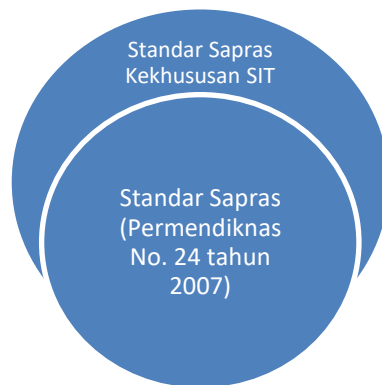 Standar Sapras
Kekhususan SIT
Standar Sapras
(Permendiknas
No. 24 tahun
2007)